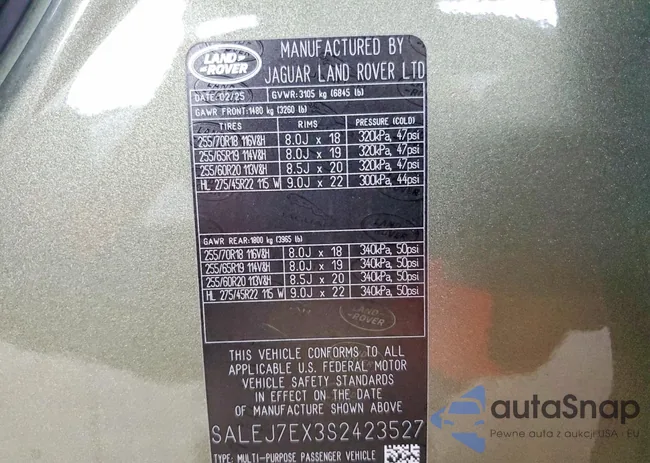 LAND ROVER
MANUFACTURED BY
JAGUAR LAND ROVER LTD
DATE:02/25 GVWR:3105 kg (6845 lb)
GAWR FRONT:1480 kg (3260 lb)
TIRES RIMS PRESSURE (COLD)
255/70R18 116V&H 8.0J x 18 320kPa, 47psi
255/65R19 114V&H 8.0J x 19 320kPa, 47psi
255/60R20 113V&H 8.5J x 20 320kPa, 47psi
HL 275/45R22 115 W 9.0J x 22 300kPa, 44psi
GAWR REAR:1800 kg (3965 lb)
255/70R18 116V&H 8.0J x 18 340kPa, 50psi
255/65R19 114V&H 8.0J x 19 340kPa, 50psi
255/60R20 113V&H 8.5J x 20 340kPa, 50psi
HL 275/45R22 115 W 9.0J x 22 340kPa, 50psi
LAND ROVER
THIS VEHICLE CONFORMS TO ALL
APPLICABLE U.S. FEDERAL MOTOR
VEHICLE SAFETY STANDARDS
IN EFFECT ON THE DATE OF
MANUFACTURE SHOWN ABOVE
SALEJ7EX3S2423527
TYPE: MULTI-PURPOSE PASSENGER VEHICLE
autaSnap
Pewne auta z aukcji USA - EU